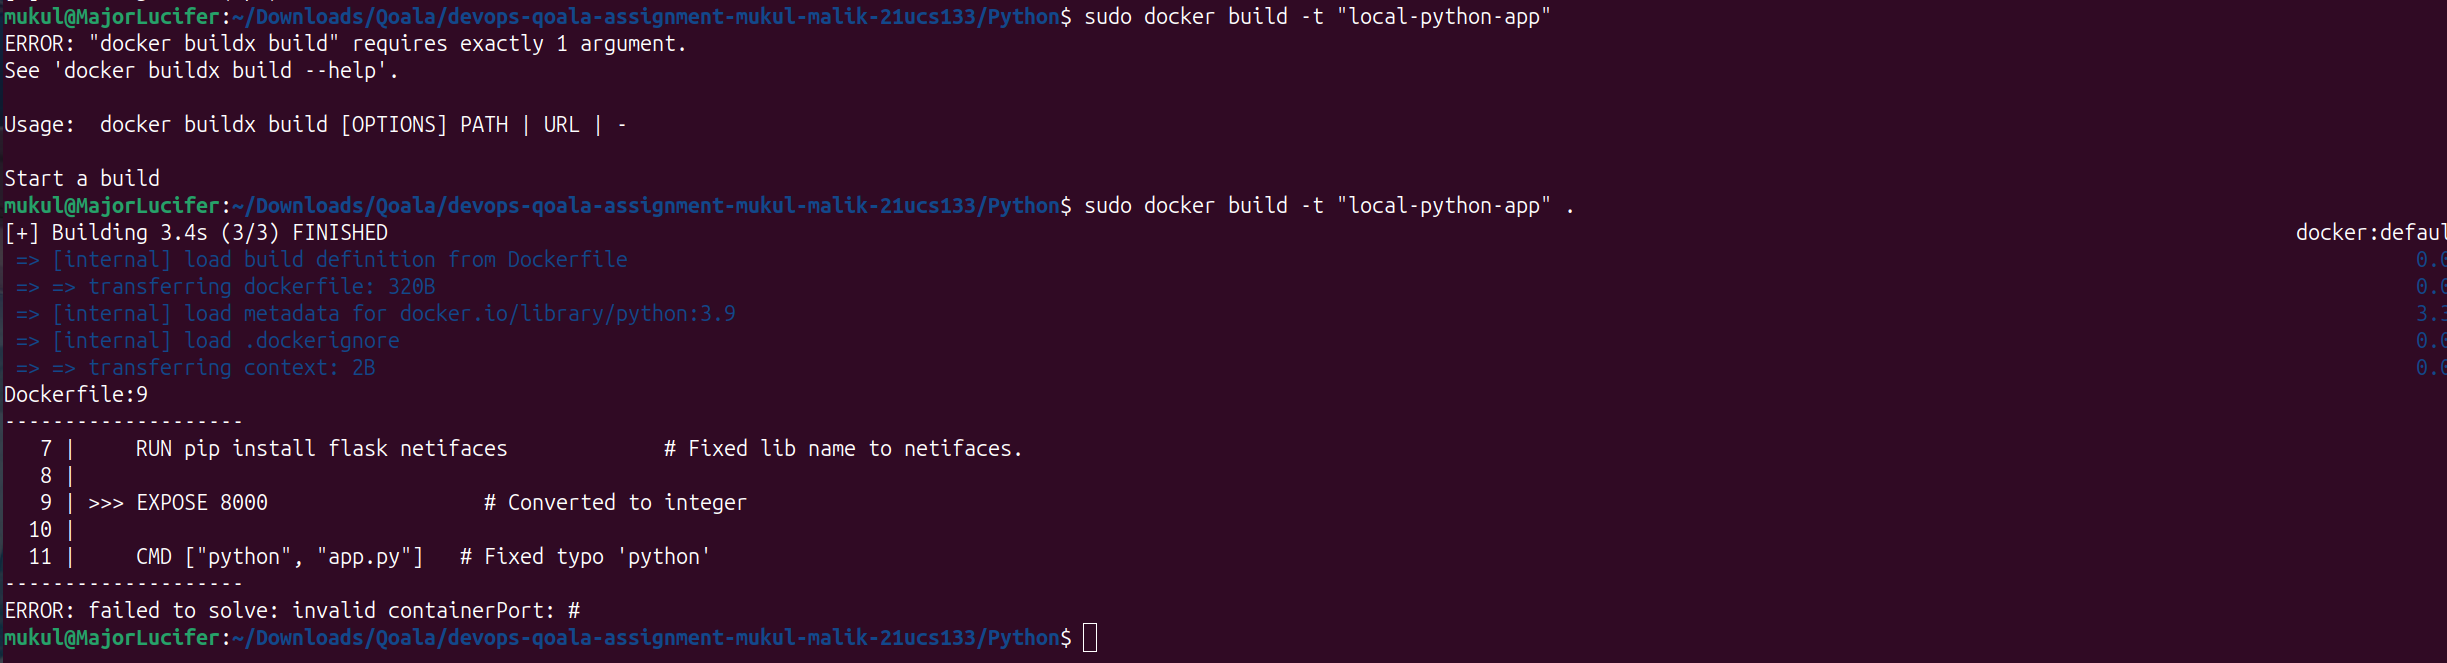 mukul@MajorLucifer:~/Downloads/Qoala/devops-qoala-assignment-mukul-malik-21ucs133/Python$ sudo docker build -t "local-python-app"
ERROR: "docker buildx build" requires exactly 1 argument.
See 'docker buildx build --help'.
Usage:  docker buildx build [OPTIONS] PATH | URL | -
Start a build
mukul@MajorLucifer:~/Downloads/Qoala/devops-qoala-assignment-mukul-malik-21ucs133/Python$ sudo docker build -t "local-python-app" .
[+] Building 3.4s (3/3) FINISHED docker:defaul
=> [internal] load build definition from Dockerfile 0.0
=> => transferring dockerfile: 320B 0.0
=> [internal] load metadata for docker.io/library/python:3.9 3.3
=> [internal] load .dockerignore 0.0
=> => transferring context: 2B 0.0
Dockerfile:9
--------------------
7 |     RUN pip install flask netifaces             # Fixed lib name to netifaces.
8 |
9 | >>> EXPOSE 8000                  # Converted to integer
10 |
11 |     CMD ["python", "app.py"]   # Fixed typo 'python'
--------------------
ERROR: failed to solve: invalid containerPort: #
mukul@MajorLucifer:~/Downloads/Qoala/devops-qoala-assignment-mukul-malik-21ucs133/Python$